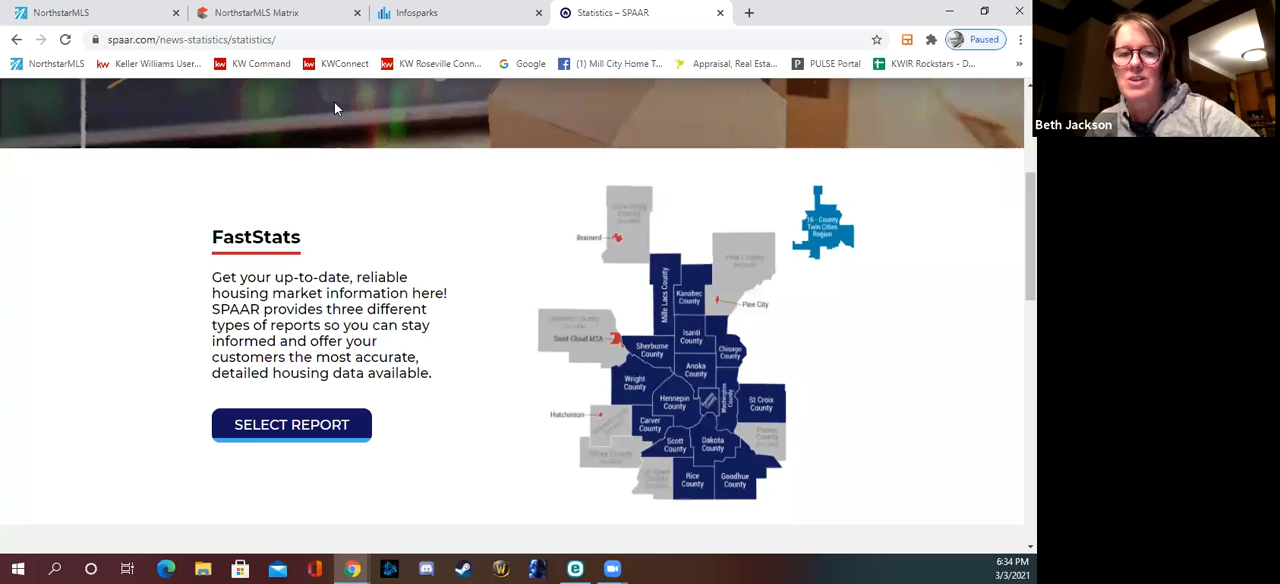 NorthstarMLS
NorthstarMLS Matrix
Infosparks
Statistics – SPAAR
spaar.com/news-statistics/statistics/
Paused
NorthstarMLS
Keller Williams User...
KW Command
KWConnect
KW Roseville Conn...
Google
(1) Mill City Home T...
Appraisal, Real Esta...
PULSE Portal
KWIR Rockstars - D...
»
Beth Jackson
FastStats
Get your up-to-date, reliable
housing market information here!
SPAAR provides three different
types of reports so you can stay
informed and offer your
customers the most accurate,
detailed housing data available.
SELECT REPORT
16 - County
Twin Cities
Region
Brainerd
Mille Lacs County
Kanabec
County
Pine City
Isanti
County
Saint Cloud MSA
Sherburne
County
Chisago
County
Anoka
County
Wright
County
Hennepin
County
Washington
County
St Croix
County
Hutchinson
Carver
County
Scott
County
Dakota
County
Rice
County
Goodhue
County
6:34 PM
3/3/2021